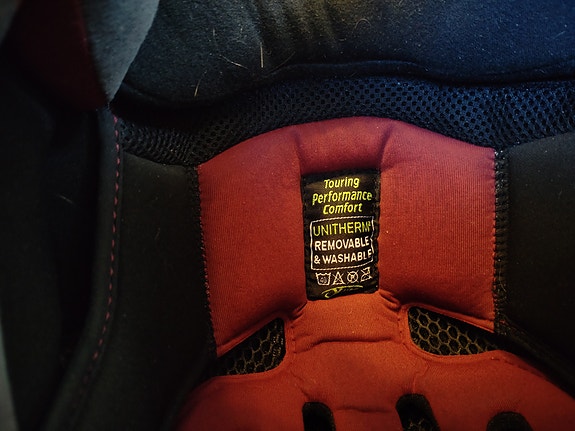 Touring
Performance
Comfort
UNITHERM
REMOVABLE
& WASHABLE